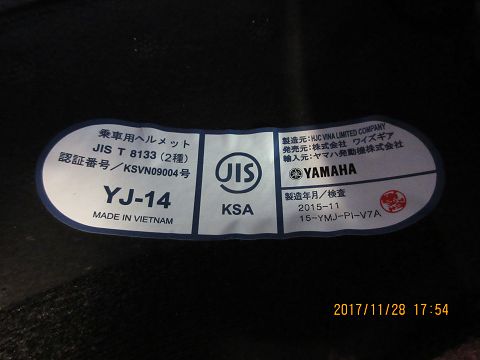 乗車用ヘルメット
JIS T 8133(2種)
認証番号／KSVN09004号
YJ-14
MADE IN VIETNAM
JIS
KSA
製造元:HJC VINA LIMITED COMPANY
発売元:株式会社 ワイズギア
輸入元:ヤマハ発動機株式会社
YAMAHA
製造年月／検査
2015-11
15-YMJ-PI-V7A
2017/11/28 17:54